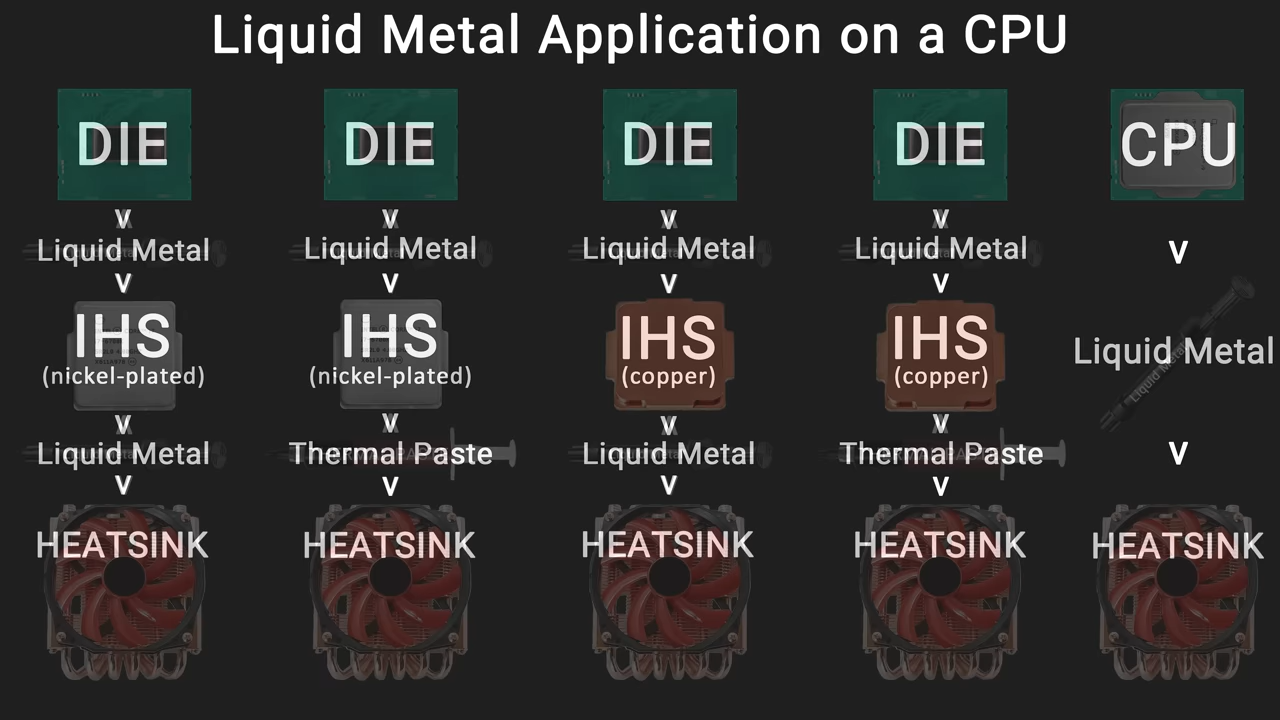 Liquid Metal Application on a CPU
DIE
V
Liquid Metal
V
IHS
(nickel-plated)
V
Liquid Metal
V
HEATSINK
DIE
V
Liquid Metal
V
IHS
(nickel-plated)
V
Thermal Paste
V
HEATSINK
DIE
V
Liquid Metal
V
IHS
(copper)
V
Liquid Metal
V
HEATSINK
DIE
V
Liquid Metal
V
IHS
(copper)
V
Thermal Paste
V
HEATSINK
CPU
V
Liquid Metal
Liquid Metal
V
HEATSINK